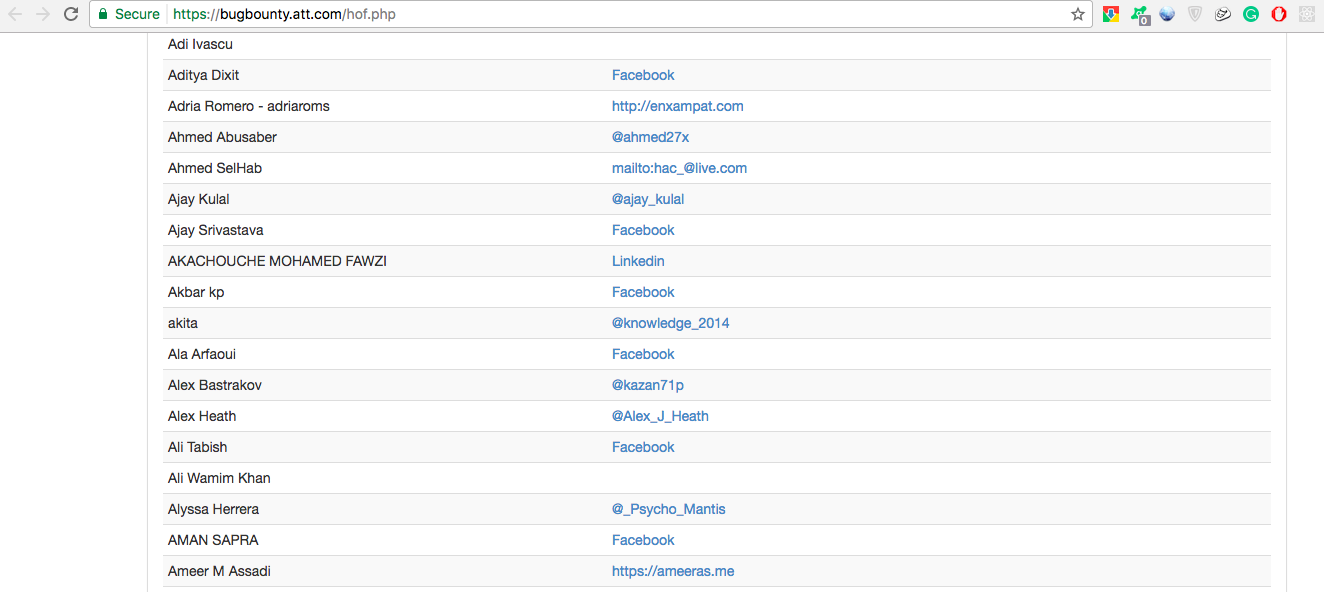 Secure https://bugbounty.att.com/hof.php
0
Adi Ivascu
Aditya Dixit Facebook
Adria Romero - adriaroms http://enxampat.com
Ahmed Abusaber @ahmed27x
Ahmed SelHab mailto:hac_@live.com
Ajay Kulal @ajay_kulal
Ajay Srivastava Facebook
AKACHOUCHE MOHAMED FAWZI Linkedin
Akbar kp Facebook
akita @knowledge_2014
Ala Arfaoui Facebook
Alex Bastrakov @kazan71p
Alex Heath @Alex_J_Heath
Ali Tabish Facebook
Ali Wamim Khan
Alyssa Herrera @_Psycho_Mantis
AMAN SAPRA Facebook
Ameer M Assadi https://ameeras.me